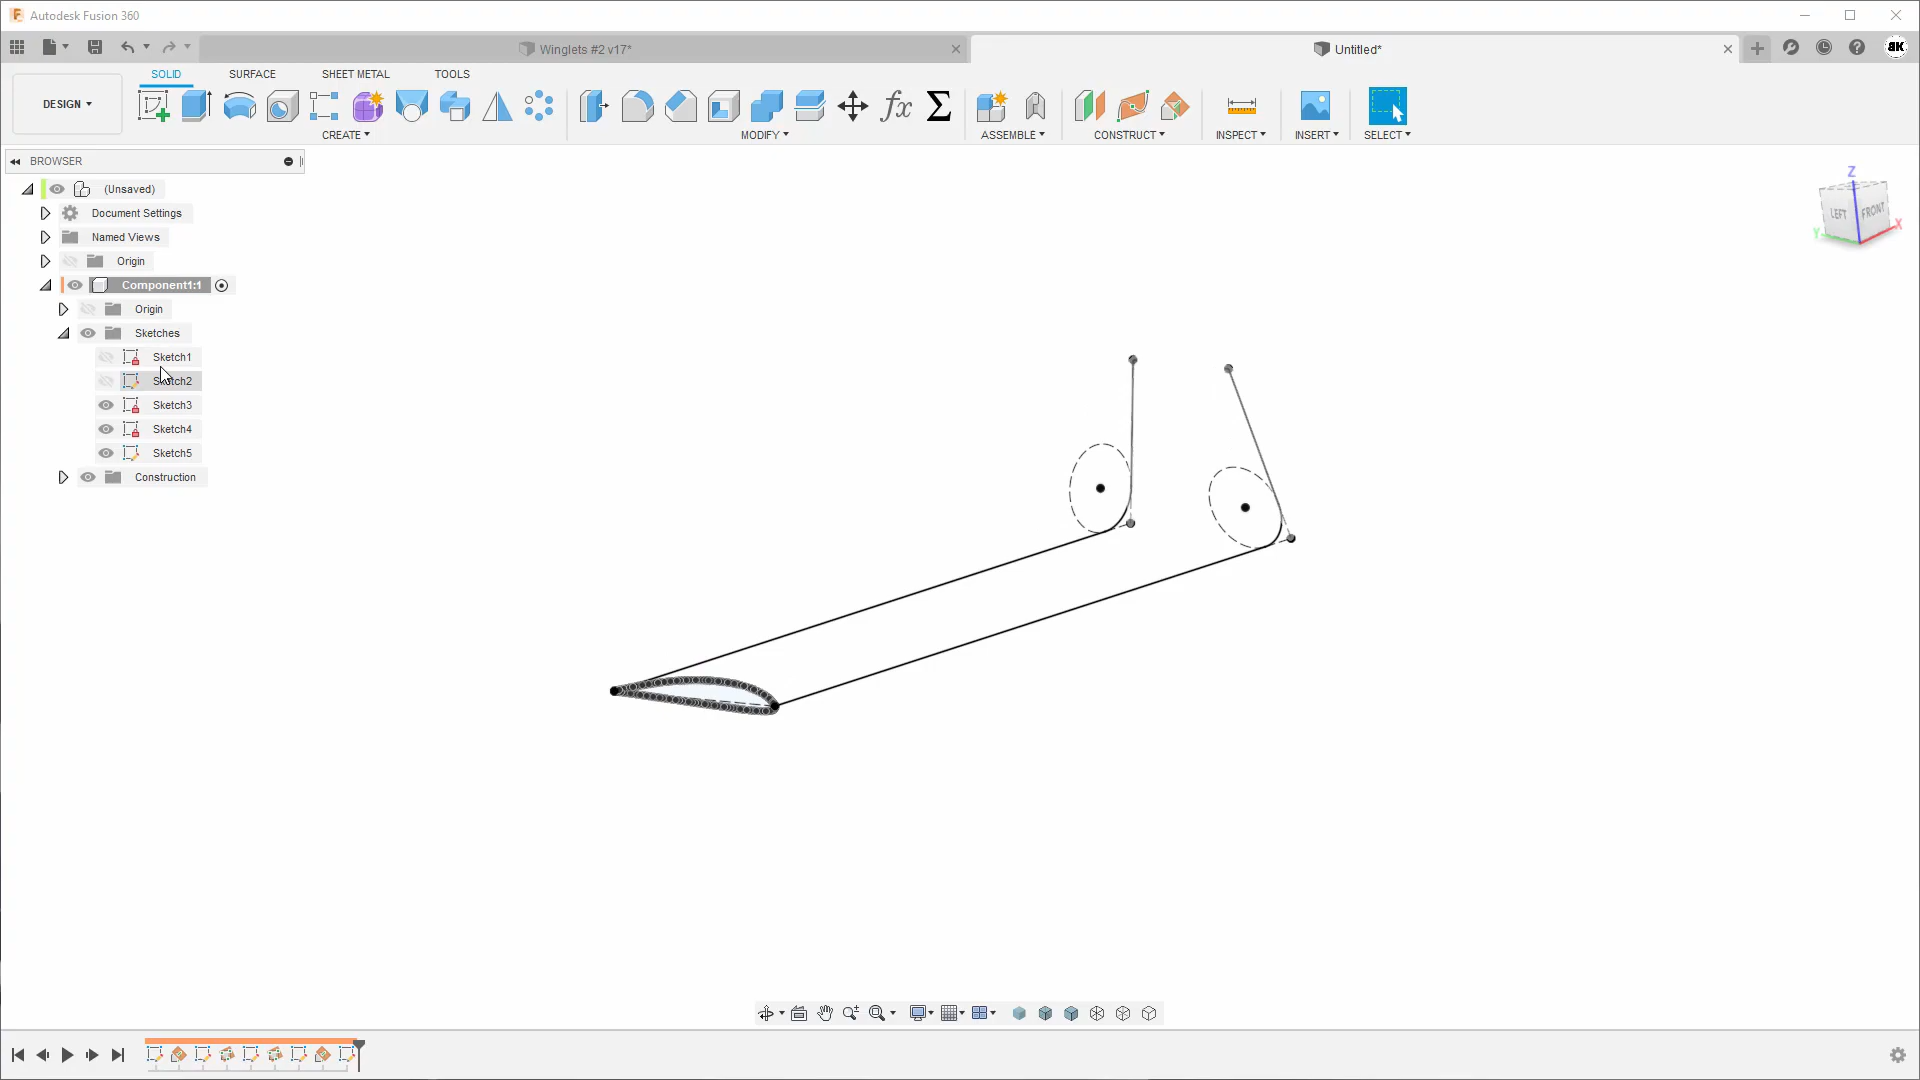 Autodesk Fusion 360
Winglets #2 v17*
Untitled*
BK
DESIGN
SOLID
SURFACE
SHEET METAL
TOOLS
CREATE
MODIFY
ASSEMBLE
CONSTRUCT
INSPECT
INSERT
SELECT
BROWSER
(Unsaved)
Document Settings
Named Views
Origin
Component1:1
Origin
Sketches
Sketch1
Sketch2
Sketch3
Sketch4
Sketch5
Construction
Z
LEFT
FRONT
X
Y